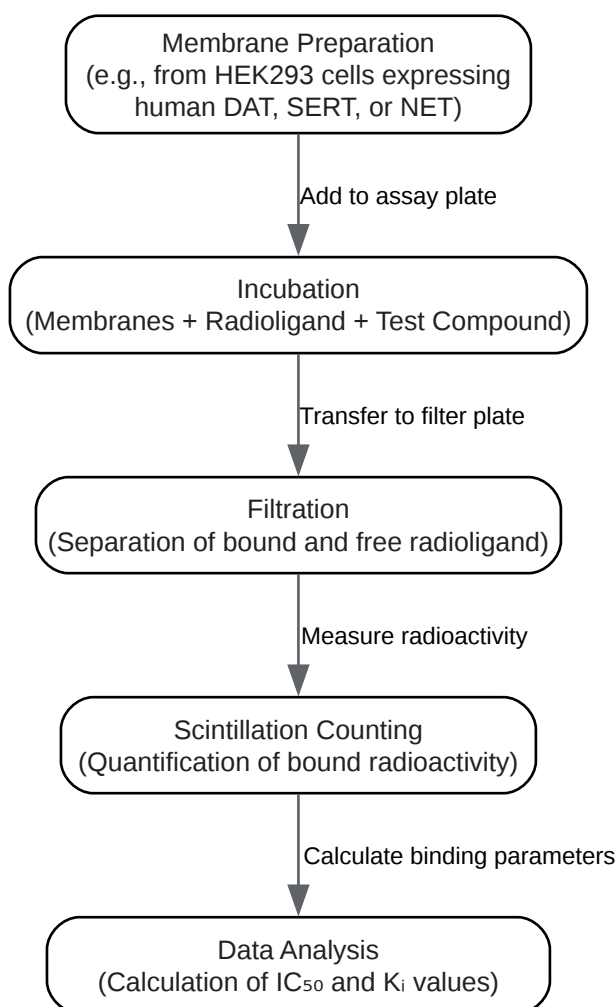 Membrane Preparation
(e.g., from HEK293 cells expressing
human DAT, SERT, or NET)
Add to assay plate
Incubation
(Membranes + Radioligand + Test Compound)
Transfer to filter plate
Filtration
(Separation of bound and free radioligand)
Measure radioactivity
Scintillation Counting
(Quantification of bound radioactivity)
Calculate binding parameters
Data Analysis
(Calculation of IC₅₀ and Kᵢ values)